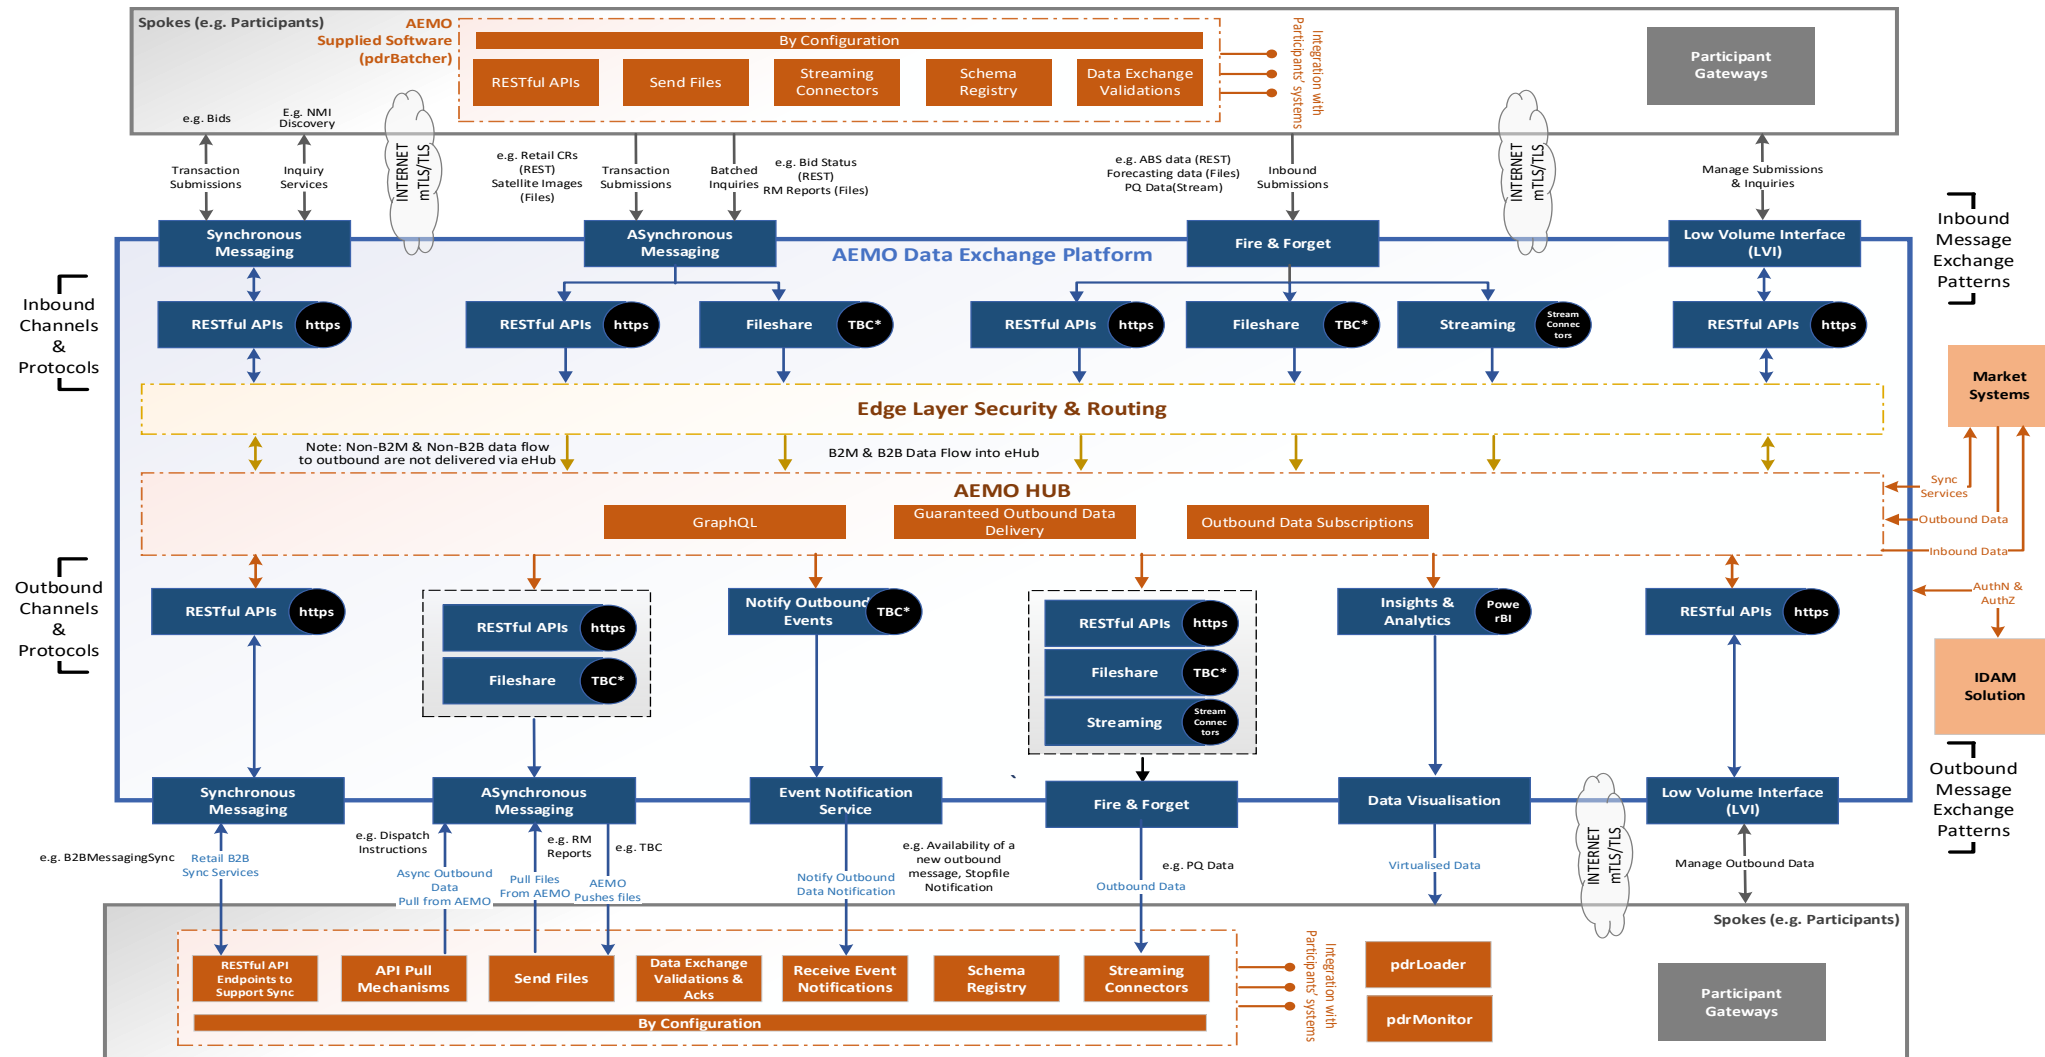 Spokes (e.g. Participants)
AEMO
Supplied Software
(pdrBatcher)
By Configuration
RESTful APIs
Send Files
Streaming
Connectors
Schema
Registry
Data Exchange
Validations
Integration with
Participants' systems
Participant
Gateways
e.g. Bids
E.g. NMI
Discovery
Transaction
Submissions
Inquiry
Services
INTERNET
mTLS/TLS
e.g. Retail CRs
(REST)
Satellite Images
(Files)
Transaction
Submissions
Batched
Inquiries
e.g. Bid Status
(REST)
RM Reports (Files)
e.g. ABS data (REST)
Forecasting data (Files)
PQ Data(Stream)
Inbound
Submissions
INTERNET
mTLS/TLS
Manage Submissions
& Inquiries
Inbound
Message
Exchange
Patterns
Synchronous
Messaging
ASynchronous
Messaging
AEMO Data Exchange Platform
Fire & Forget
Low Volume Interface
(LVI)
Inbound
Channels
&
Protocols
RESTful APIs
https
RESTful APIs
https
Fileshare
TBC*
RESTful APIs
https
Fileshare
TBC*
Streaming
Stream
Connec
tors
RESTful APIs
https
Edge Layer Security & Routing
Market
Systems
Note: Non-B2M & Non-B2B data flow
to outbound are not delivered via eHub
B2M & B2B Data Flow into eHub
AEMO HUB
GraphQL
Guaranteed Outbound Data
Delivery
Outbound Data Subscriptions
Sync
Services
Outbound Data
Inbound Data
AuthN &
AuthZ
IDAM
Solution
Outbound
Channels
&
Protocols
RESTful APIs
https
RESTful APIs
https
Fileshare
TBC*
Notify Outbound
Events
TBC*
RESTful APIs
https
Fileshare
TBC*
Streaming
Stream
Connec
tors
Insights &
Analytics
Powe
rBI
RESTful APIs
https
Outbound
Message
Exchange
Patterns
Synchronous
Messaging
ASynchronous
Messaging
Event Notification
Service
Fire & Forget
Data Visualisation
INTERNET
mTLS/TLS
Low Volume Interface
(LVI)
e.g. B2BMessagingSync
Retail B2B
Sync Services
e.g. Dispatch
Instructions
Async Outbound
Data
Pull from AEMO
e.g. RM
Reports
Pull Files
From AEMO
e.g. TBC
AEMO
Pushes files
Notify Outbound
Data Notification
e.g. Availability of a
new outbound
message, Stopfile
Notification
e.g. PQ Data
Outbound Data
Virtualised Data
Manage Outbound Data
Spokes (e.g. Participants)
RESTful API
Endpoints to
Support Sync
API Pull
Mechanisms
Send Files
Data Exchange
Validations &
Acks
Receive Event
Notifications
Schema
Registry
Streaming
Connectors
By Configuration
Integration with
Participants' systems
pdrLoader
pdrMonitor
Participant
Gateways